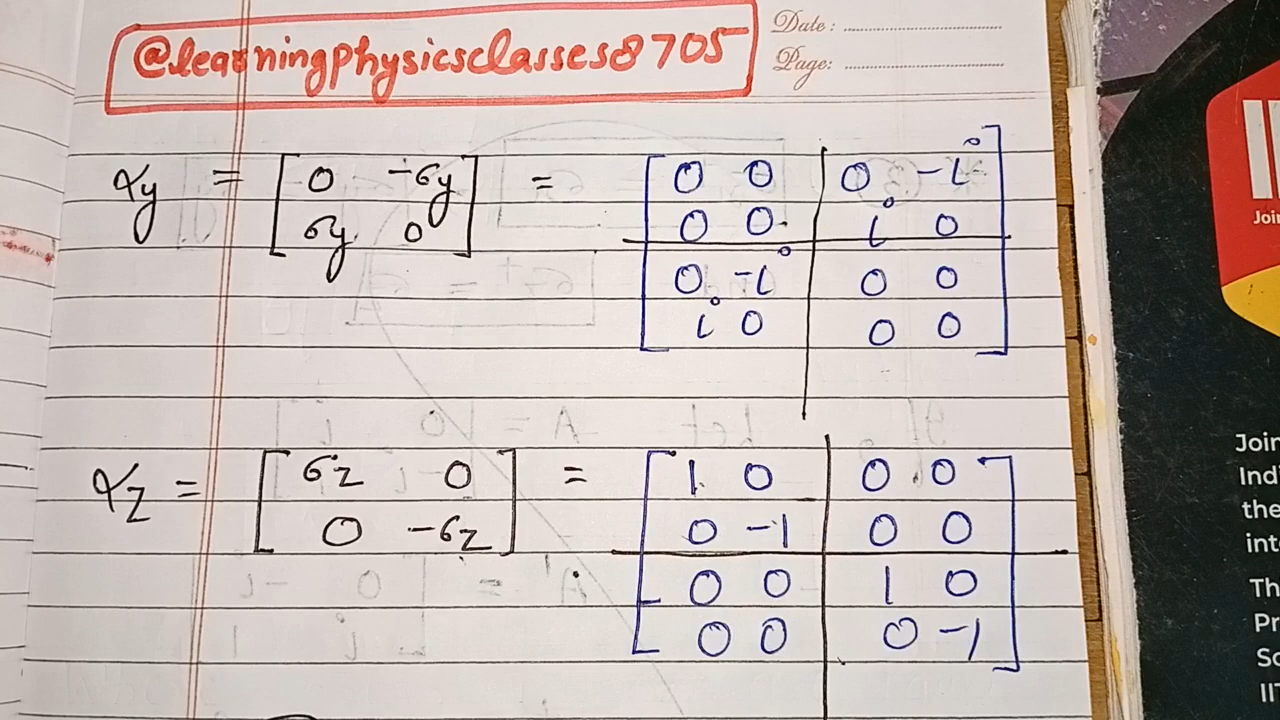 @learningphysicsclasses8705
Date:
Page:
αy = [ 0 -σy ] = [ 0 0 | 0 -i ]
[ σy 0 ] [ 0 0 | i 0 ]
[ 0 -i | 0 0 ]
[ i 0 | 0 0 ]
αz = [ σz 0 ] = [ 1 0 | 0 0 ]
[ 0 -σz ] [ 0 -1 | 0 0 ]
[ 0 0 | 1 0 ]
[ 0 0 | 0 -1 ]
Join
Ind
the
int
Th
Pr
Sc
IIT